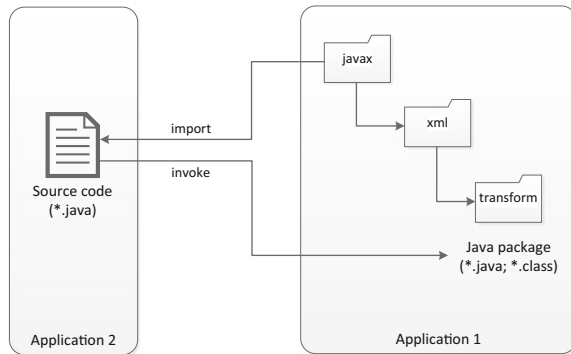 javax
import
xml
invoke
Source code
(*.java)
transform
Java package
(*.java; *.class)
Application 2
Application 1